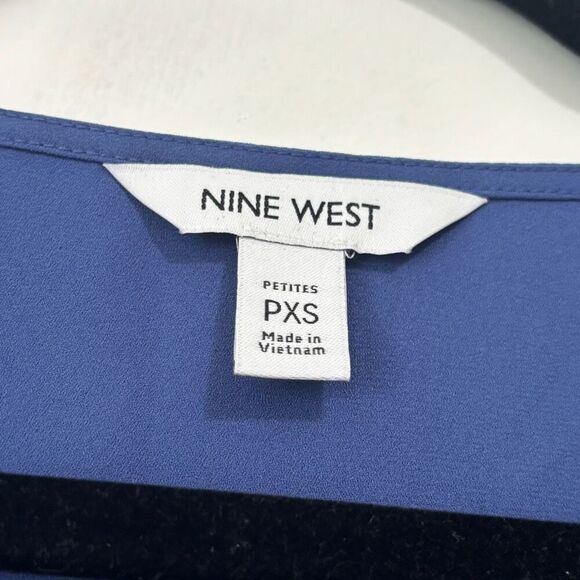 NINE WEST
PETITES
PXS
Made in
Vietnam